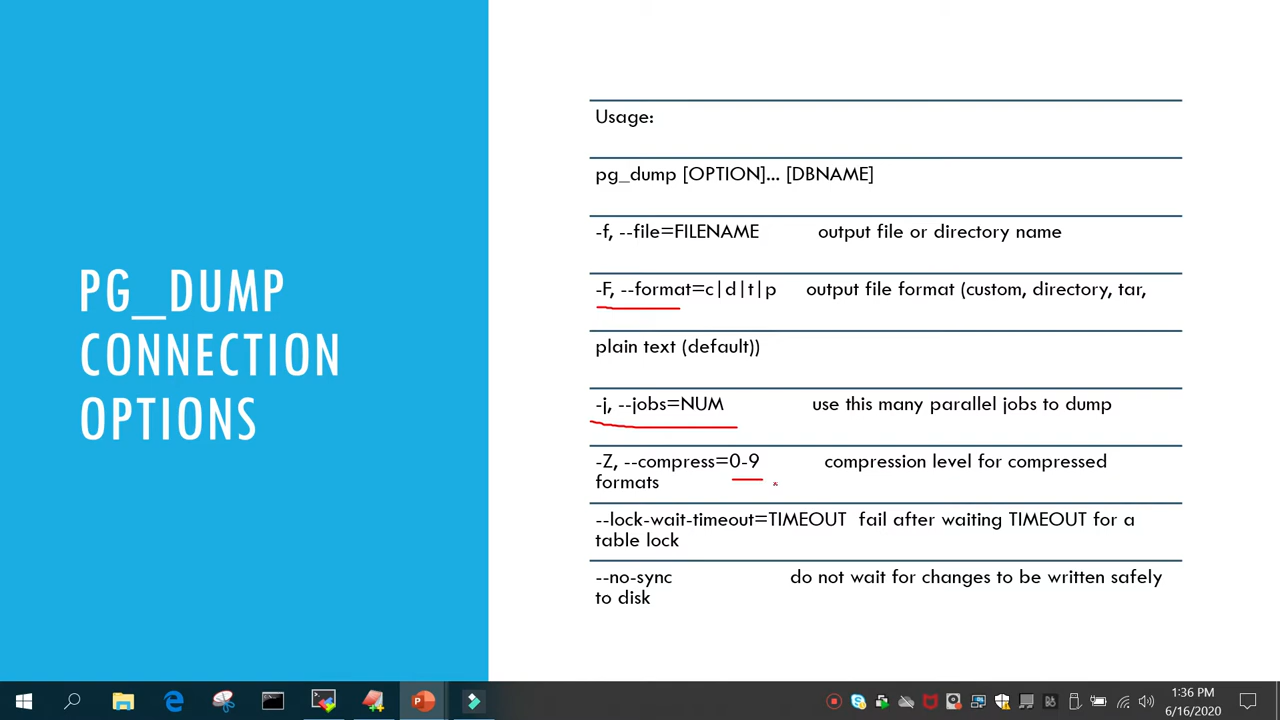 PG_DUMP
CONNECTION
OPTIONS
Usage:
pg_dump [OPTION]... [DBNAME]
-f, --file=FILENAME output file or directory name
-F, --format=c|d|t|p output file format (custom, directory, tar,
plain text (default))
-j, --jobs=NUM use this many parallel jobs to dump
-Z, --compress=0-9 compression level for compressed
formats
--lock-wait-timeout=TIMEOUT fail after waiting TIMEOUT for a
table lock
--no-sync do not wait for changes to be written safely
to disk
1:36 PM
6/16/2020